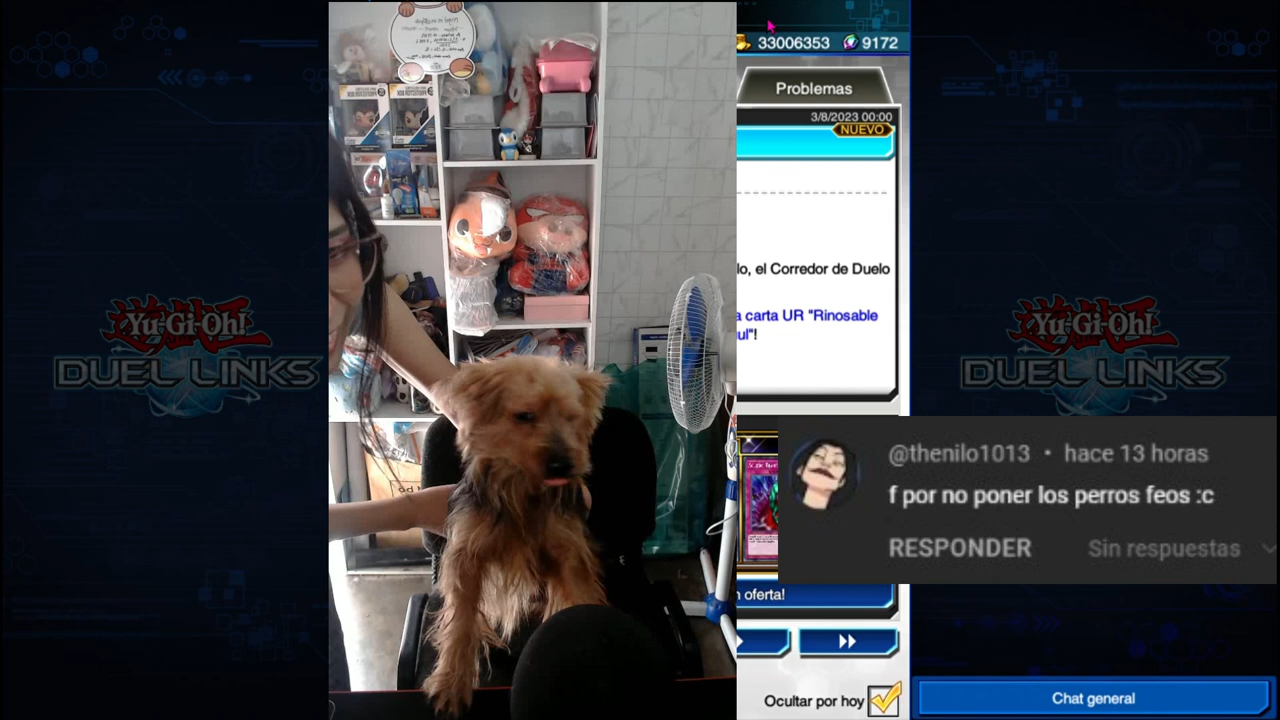 33006353
9172
Problemas
3/8/2023 00:00
NUEVO
lo, el Corredor de Duelo
a carta UR "Rinosable
ul"!
Yu-Gi-Oh!
DUEL LINKS
Yu-Gi-Oh!
DUEL LINKS
@thenilo1013 · hace 13 horas
f por no poner los perros feos :c
RESPONDER
Sin respuestas
n oferta!
Ocultar por hoy
Chat general